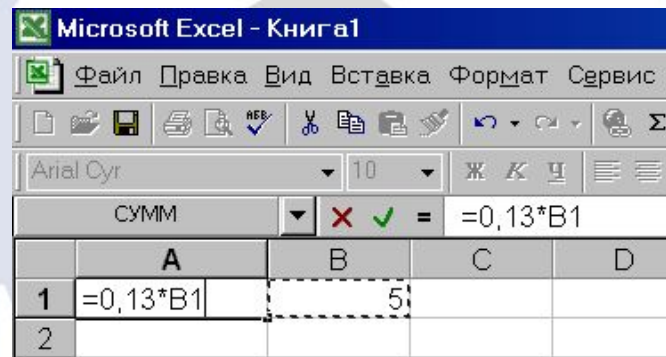 Microsoft Excel - Книга1
Файл Правка Вид Вставка Формат Сервис
АБВ Σ
Arial Cyr 10 Ж К Ч
СУММ = =0,13*B1
A B C D
1 =0,13*B1 5
2